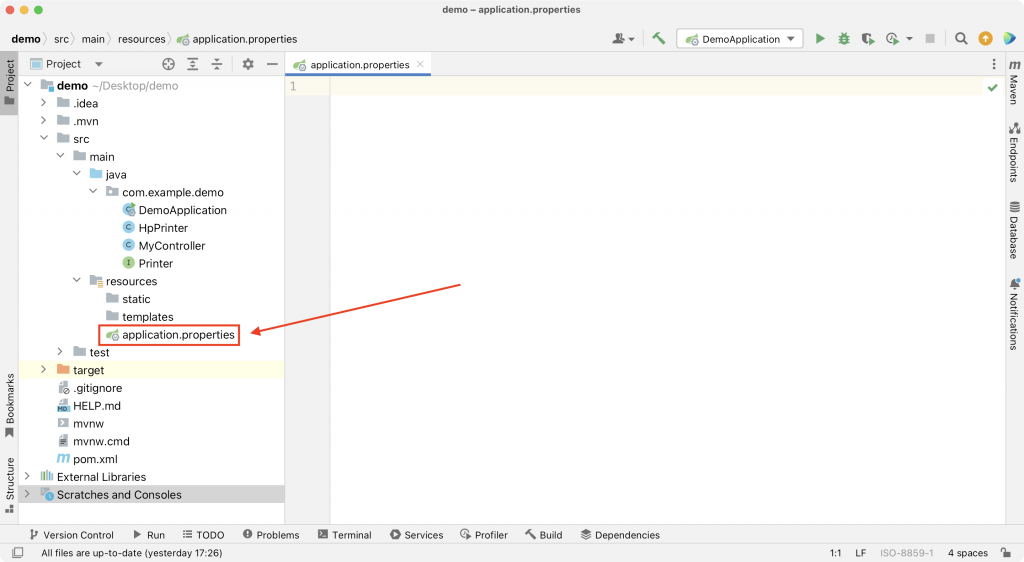 demo – application.properties
demo src main resources application.properties
DemoApplication
Project
application.properties
1
Project
Bookmarks
Structure
demo ~/Desktop/demo
.idea
.mvn
src
main
java
com.example.demo
DemoApplication
HpPrinter
MyController
Printer
resources
static
templates
application.properties
test
target
.gitignore
HELP.md
mvnw
mvnw.cmd
pom.xml
External Libraries
Scratches and Consoles
Maven
Endpoints
Database
Notifications
Version Control Run TODO Problems Terminal Services Profiler Build Dependencies
All files are up-to-date (yesterday 17:26) 1:1 LF ISO-8859-1 4 spaces